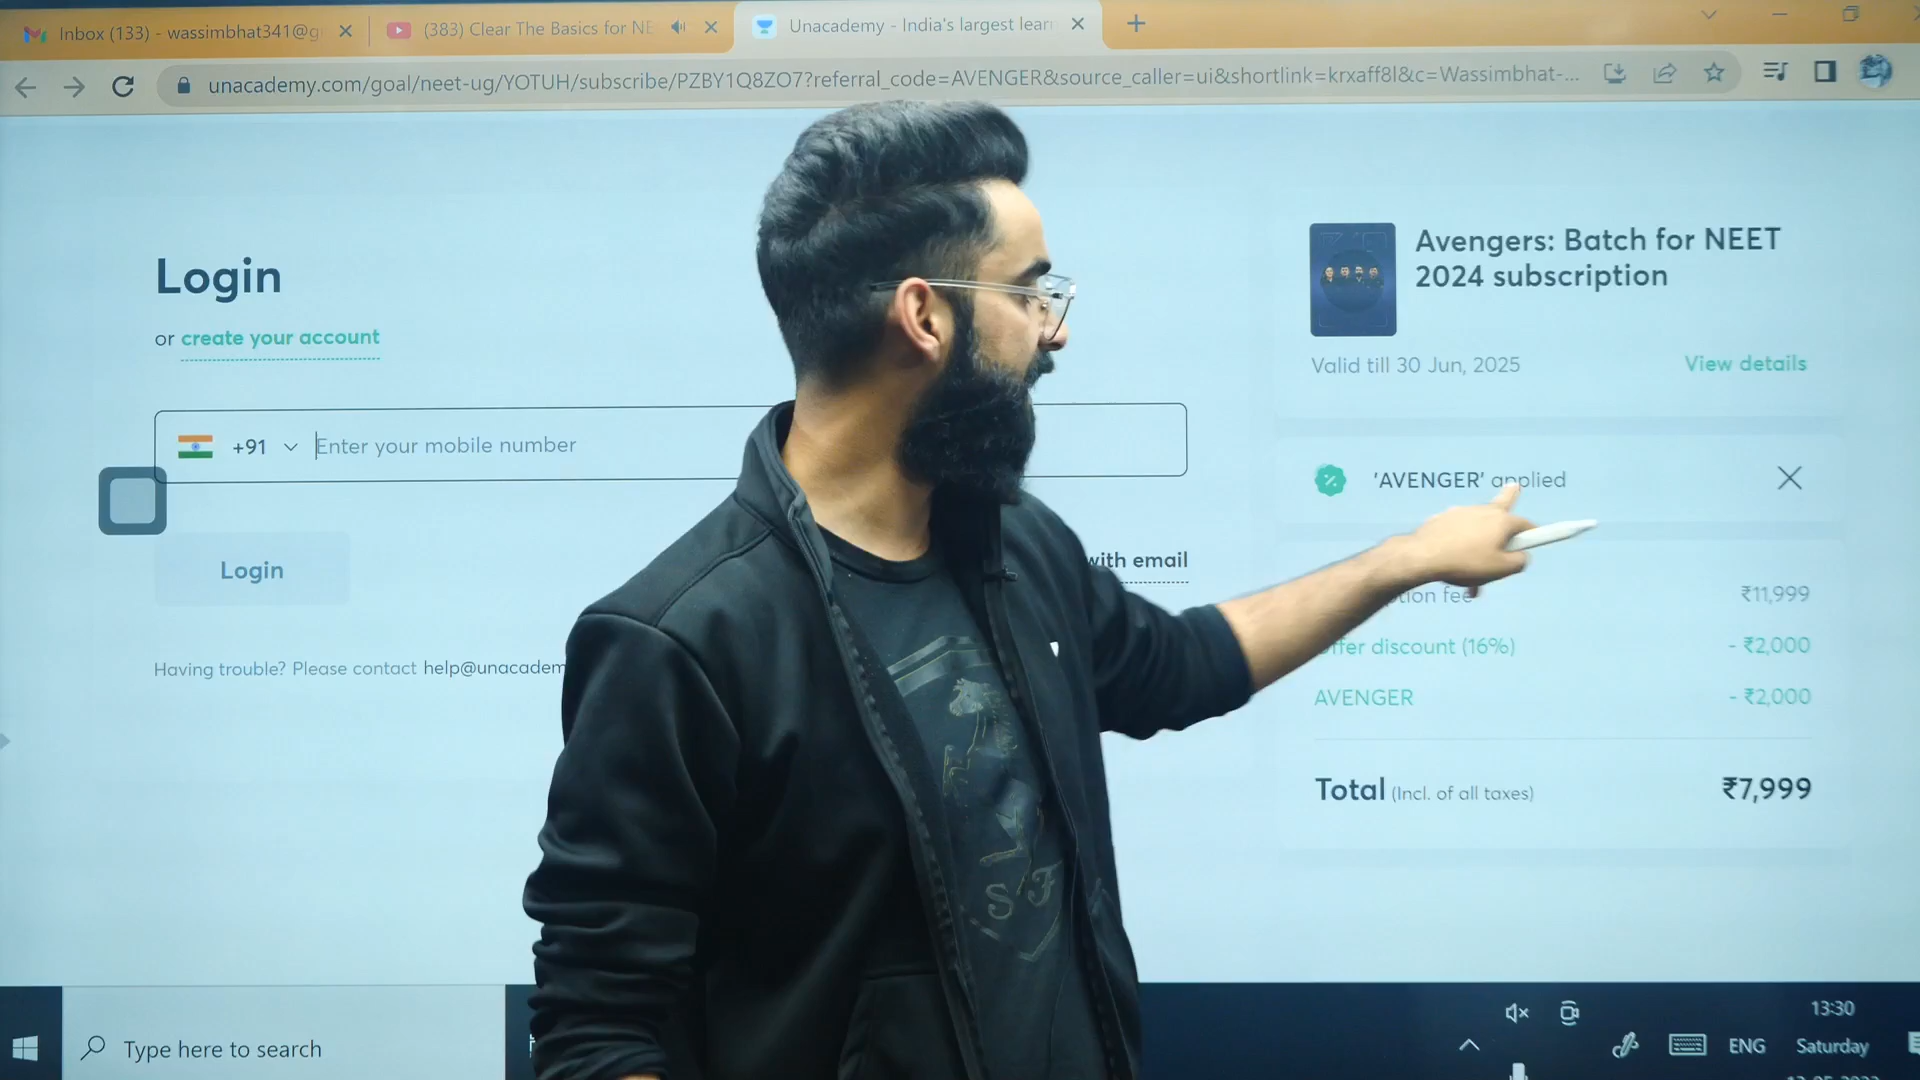 Inbox (133) - wassimbhat341@g
(383) Clear The Basics for NE
Unacademy - India's largest lear
unacademy.com/goal/neet-ug/YOTUH/subscribe/PZBY1Q8ZO7?referral_code=AVENGER&source_caller=ui&shortlink=krxaff8l&c=Wassimbhat-...
Login
or create your account
+91 Enter your mobile number
Login
with email
Having trouble? Please contact help@unacadem
Avengers: Batch for NEET
2024 subscription
Valid till 30 Jun, 2025 View details
'AVENGER' applied
fee ₹11,999
discount (16%) - ₹2,000
AVENGER - ₹2,000
Total (Incl. of all taxes) ₹7,999
S F
Type here to search
13:30
ENG Saturday